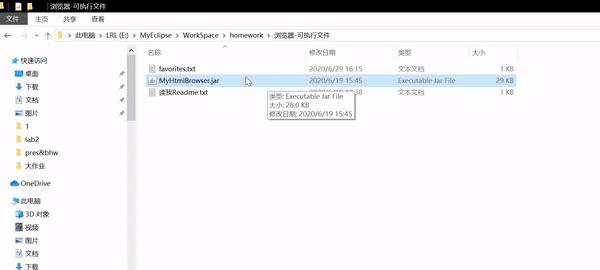 浏览器-可执行文件
文件 主页 共享 查看
此电脑 > LRL (E:) > MyEclipse > WorkSpace > homework > 浏览器-可执行文件
名称 修改日期 类型 大小
快速访问
桌面
下载
文档
图片
1
lab2
pres&bhw
大作业
OneDrive
此电脑
3D 对象
视频
图片
文档
下载
favorites.txt 2020/6/29 16:15 文本文档 1 KB
MyHtmlBrowser.jar 2020/6/19 15:45 Executable Jar File 29 KB
读我Readme.txt :38 文本文档 1 KB
类型: Executable Jar File
大小: 28.0 KB
修改日期: 2020/6/19 15:45